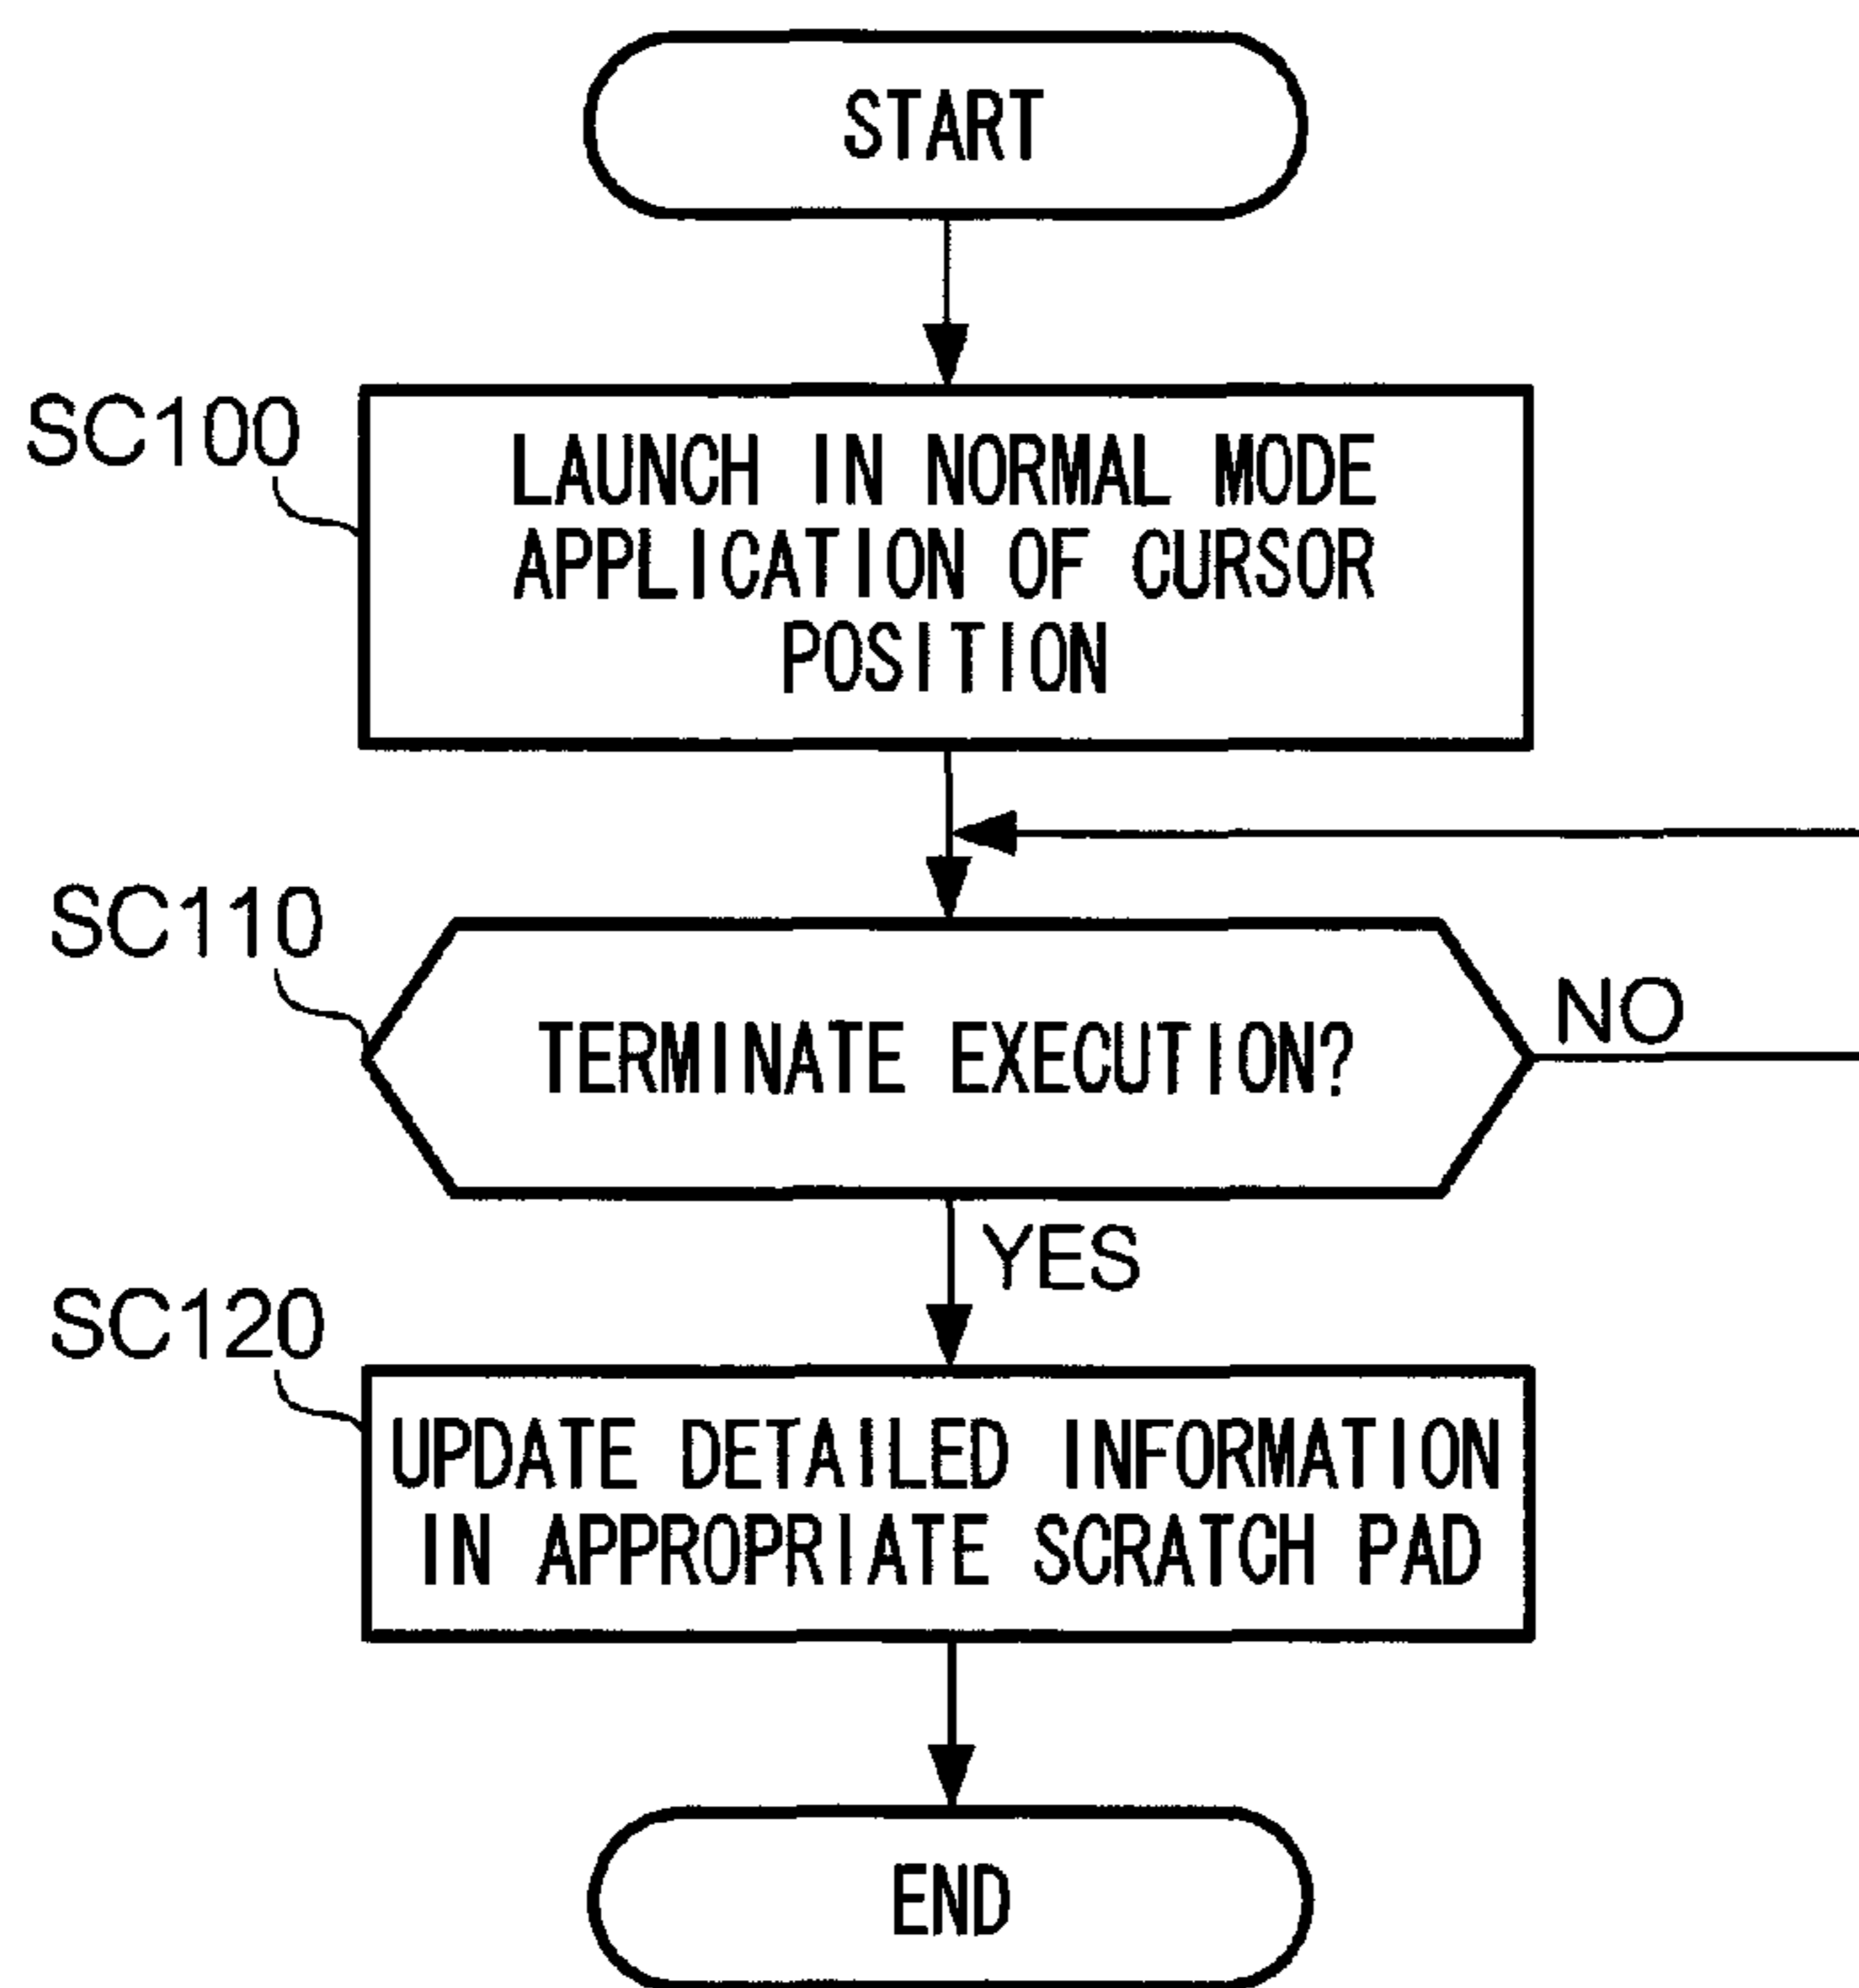 START
SC100
LAUNCH IN NORMAL MODE
APPLICATION OF CURSOR
POSITION
SC110
TERMINATE EXECUTION?
NO
YES
SC120
UPDATE DETAILED INFORMATION
IN APPROPRIATE SCRATCH PAD
END